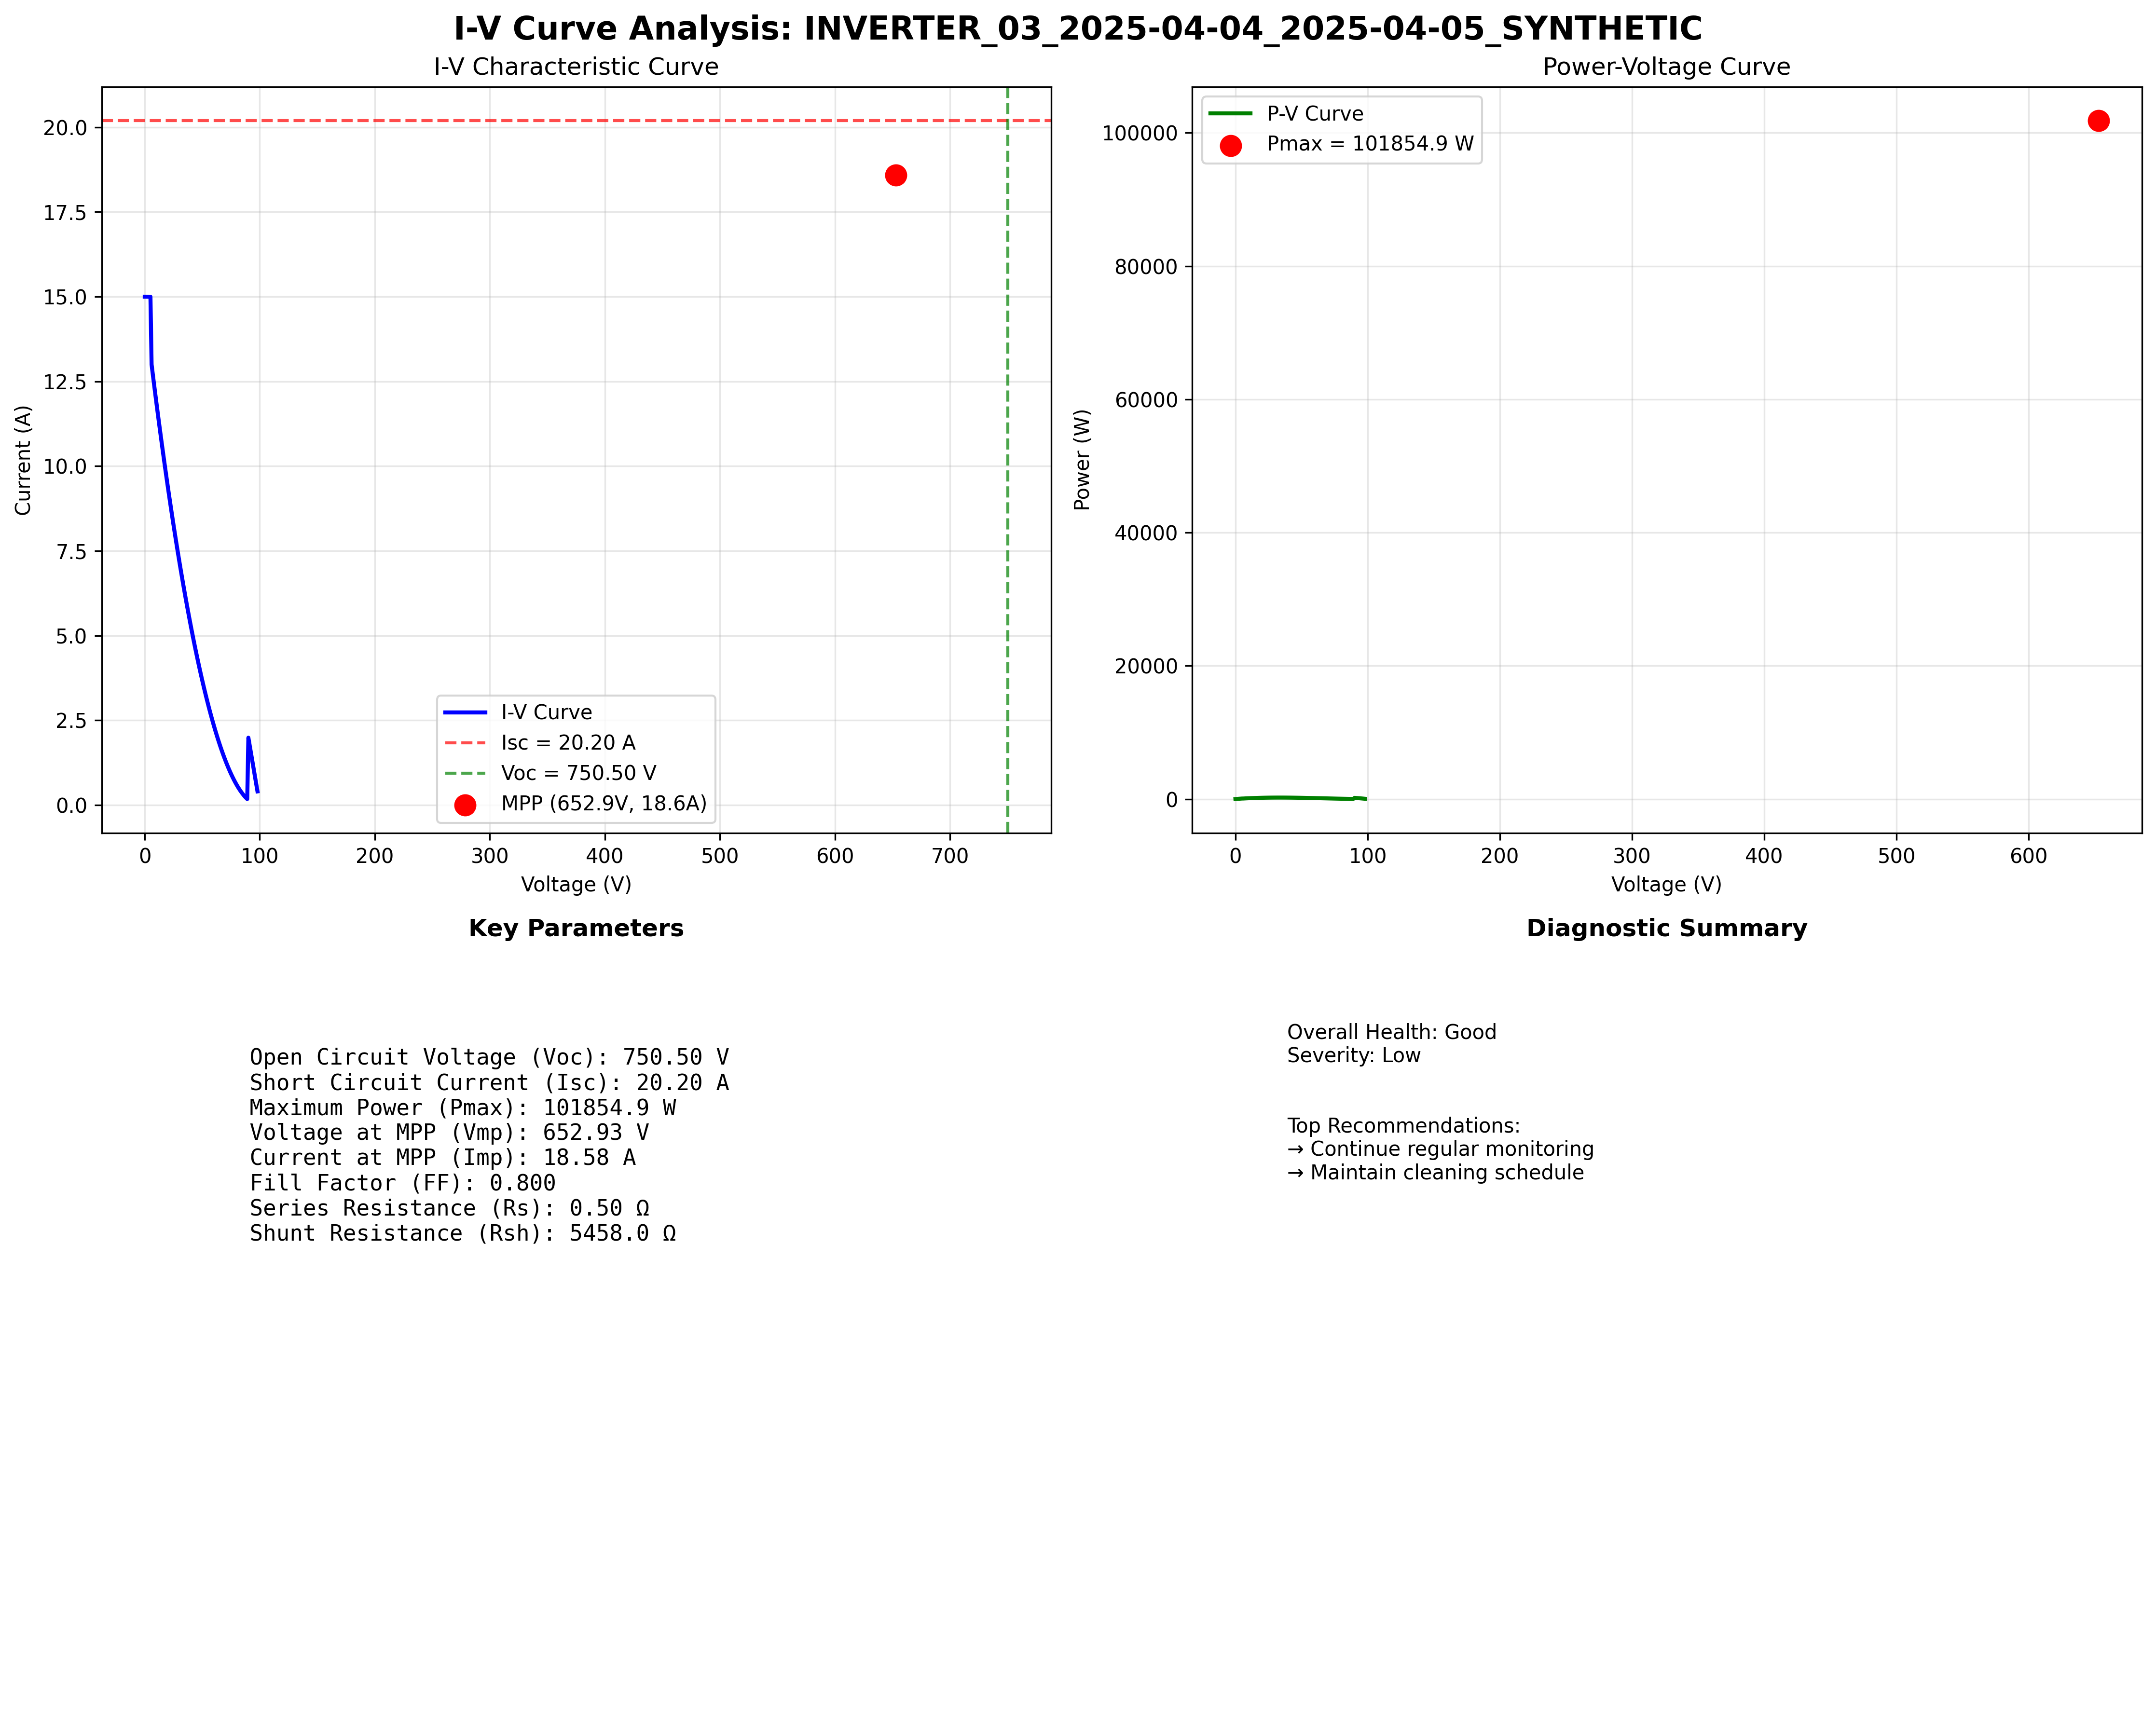 I-V Curve Analysis: INVERTER_03_2025-04-04_2025-04-05_SYNTHETIC
I-V Characteristic Curve
20.0
17.5
15.0
12.5
10.0
7.5
5.0
2.5
0.0
Current (A)
I-V Curve
Isc = 20.20 A
Voc = 750.50 V
MPP (652.9V, 18.6A)
0 100 200 300 400 500 600 700
Voltage (V)
Power-Voltage Curve
P-V Curve
Pmax = 101854.9 W
100000
80000
60000
40000
20000
0
Power (W)
0 100 200 300 400 500 600
Voltage (V)
Key Parameters
Open Circuit Voltage (Voc): 750.50 V
Short Circuit Current (Isc): 20.20 A
Maximum Power (Pmax): 101854.9 W
Voltage at MPP (Vmp): 652.93 V
Current at MPP (Imp): 18.58 A
Fill Factor (FF): 0.800
Series Resistance (Rs): 0.50 Ω
Shunt Resistance (Rsh): 5458.0 Ω
Diagnostic Summary
Overall Health: Good
Severity: Low
Top Recommendations:
→ Continue regular monitoring
→ Maintain cleaning schedule